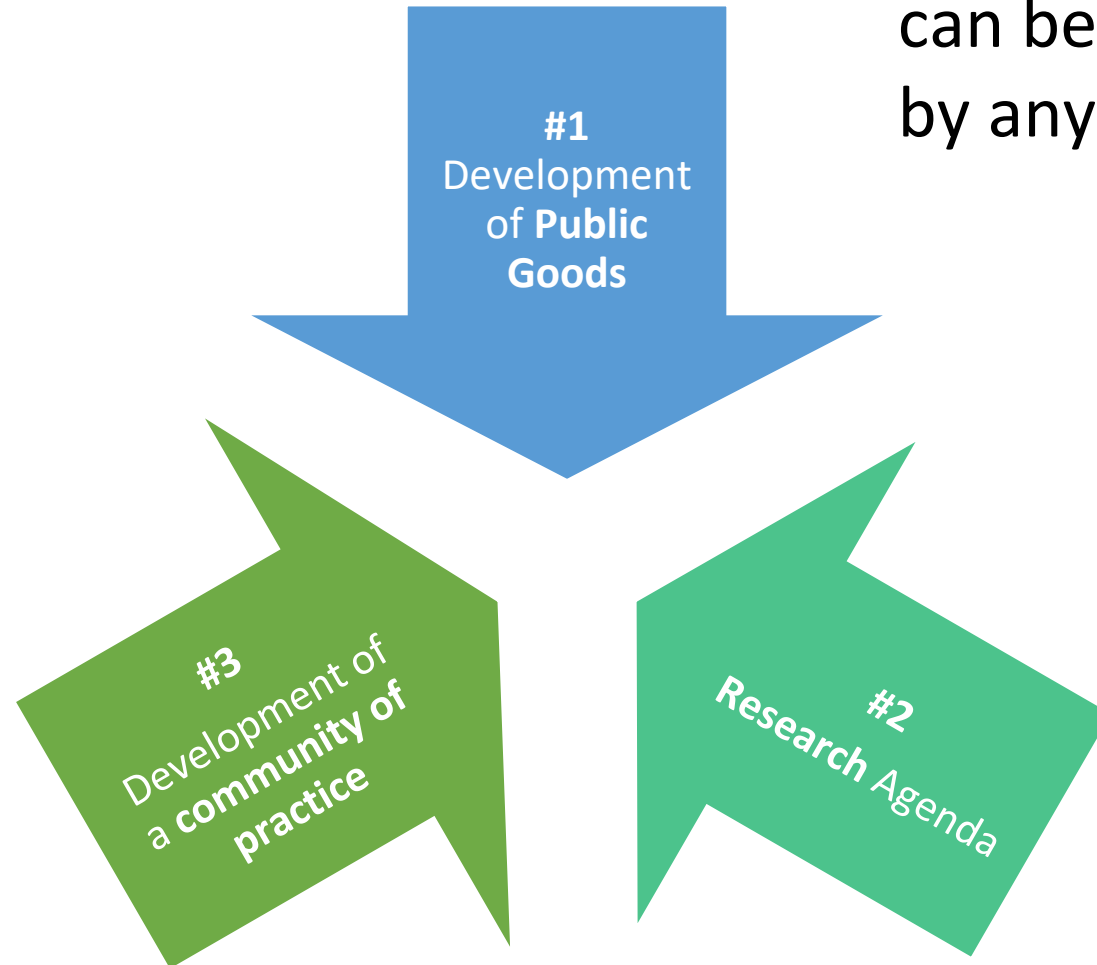 can be
by any
#1
Development
of Public
Goods
#3
Development of
a community of
practice
#2
Research Agenda